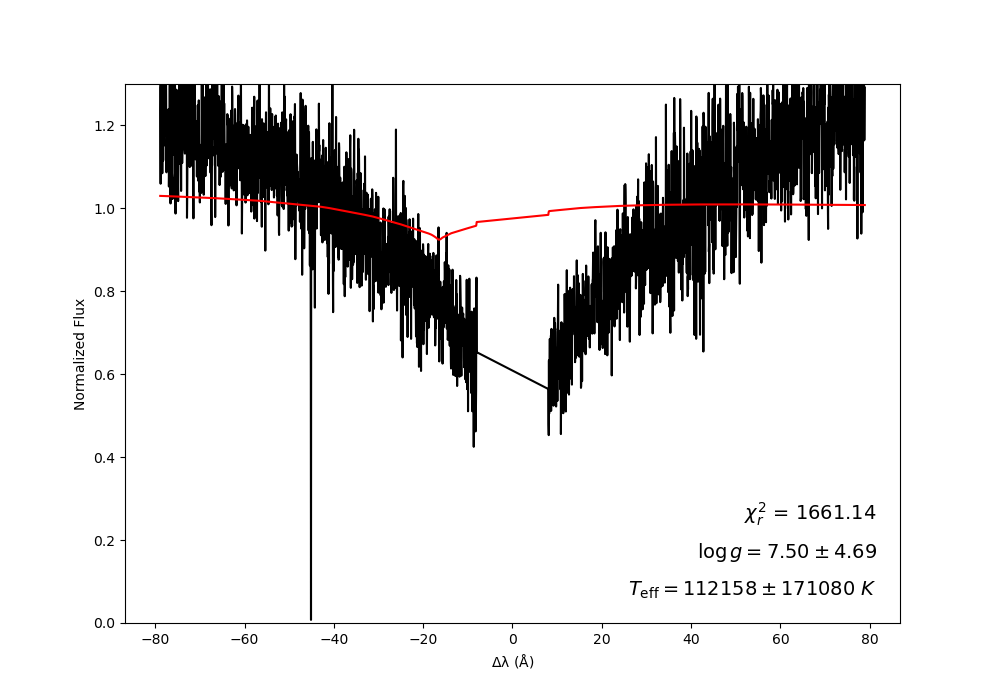 1.2
1.0
0.8
0.6
0.4
0.2
0.0
Normalized Flux
χ²ᵣ = 1661.14
log g = 7.50 ± 4.69
T_eff = 112158 ± 171080 K
−80 −60 −40 −20 0 20 40 60 80
Δλ (Å)